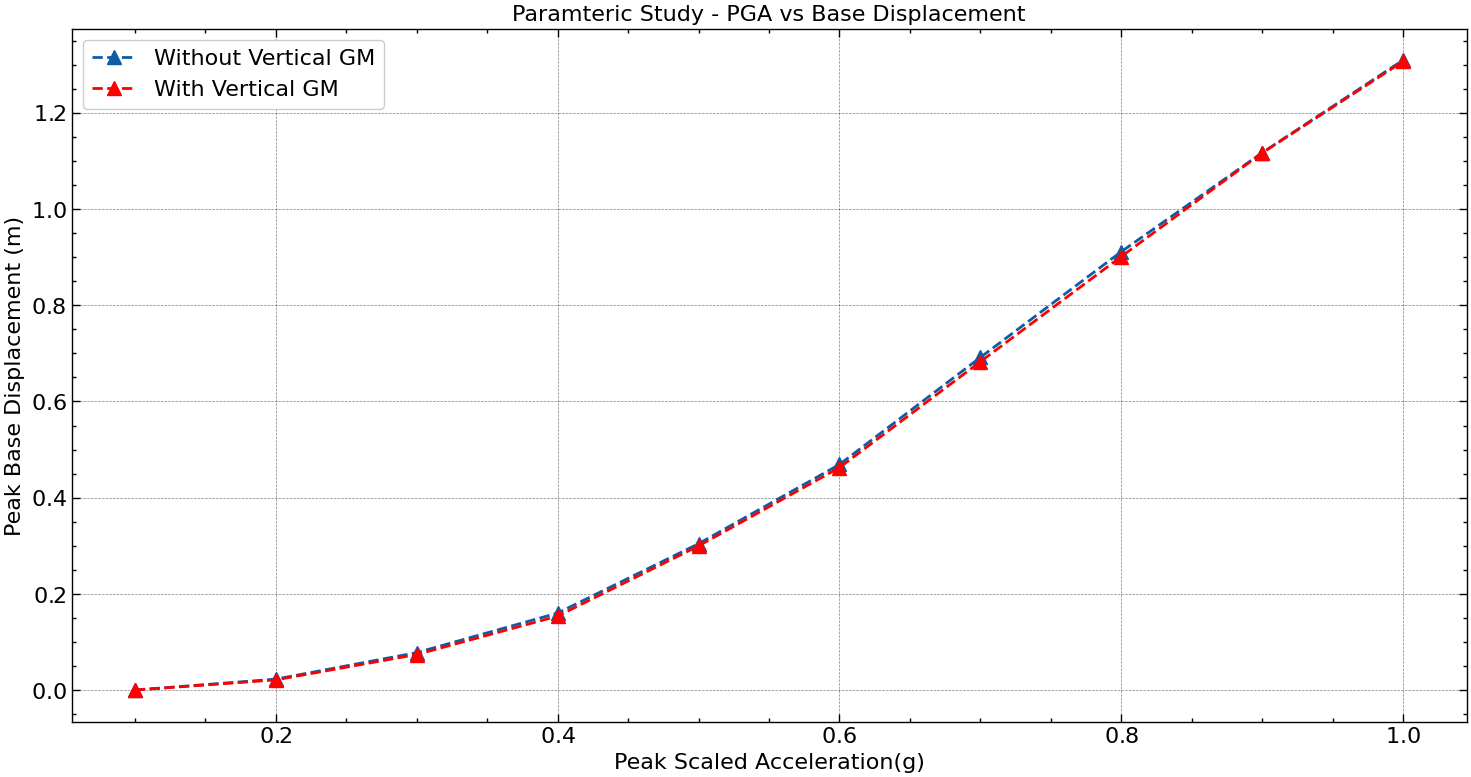 Paramteric Study - PGA vs Base Displacement
Without Vertical GM
With Vertical GM
Peak Base Displacement (m)
1.2
1.0
0.8
0.6
0.4
0.2
0.0
0.2
0.4
0.6
0.8
1.0
Peak Scaled Acceleration(g)